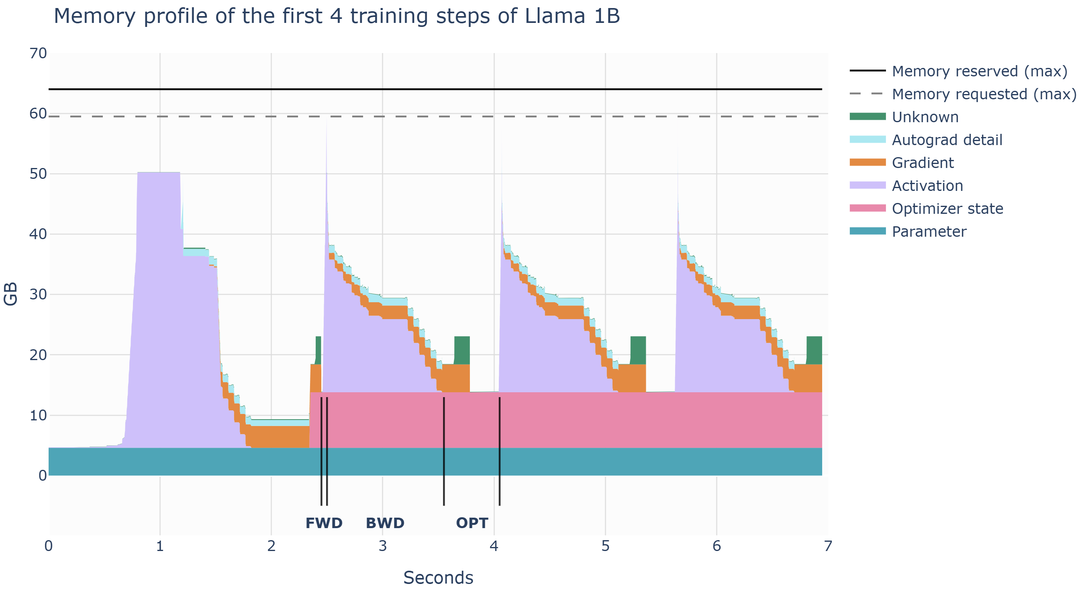 Memory profile of the first 4 training steps of Llama 1B
70
60
50
40
30
20
10
0
GB
FWD BWD OPT
0 1 2 3 4 5 6 7
Seconds
Memory reserved (max)
Memory requested (max)
Unknown
Autograd detail
Gradient
Activation
Optimizer state
Parameter